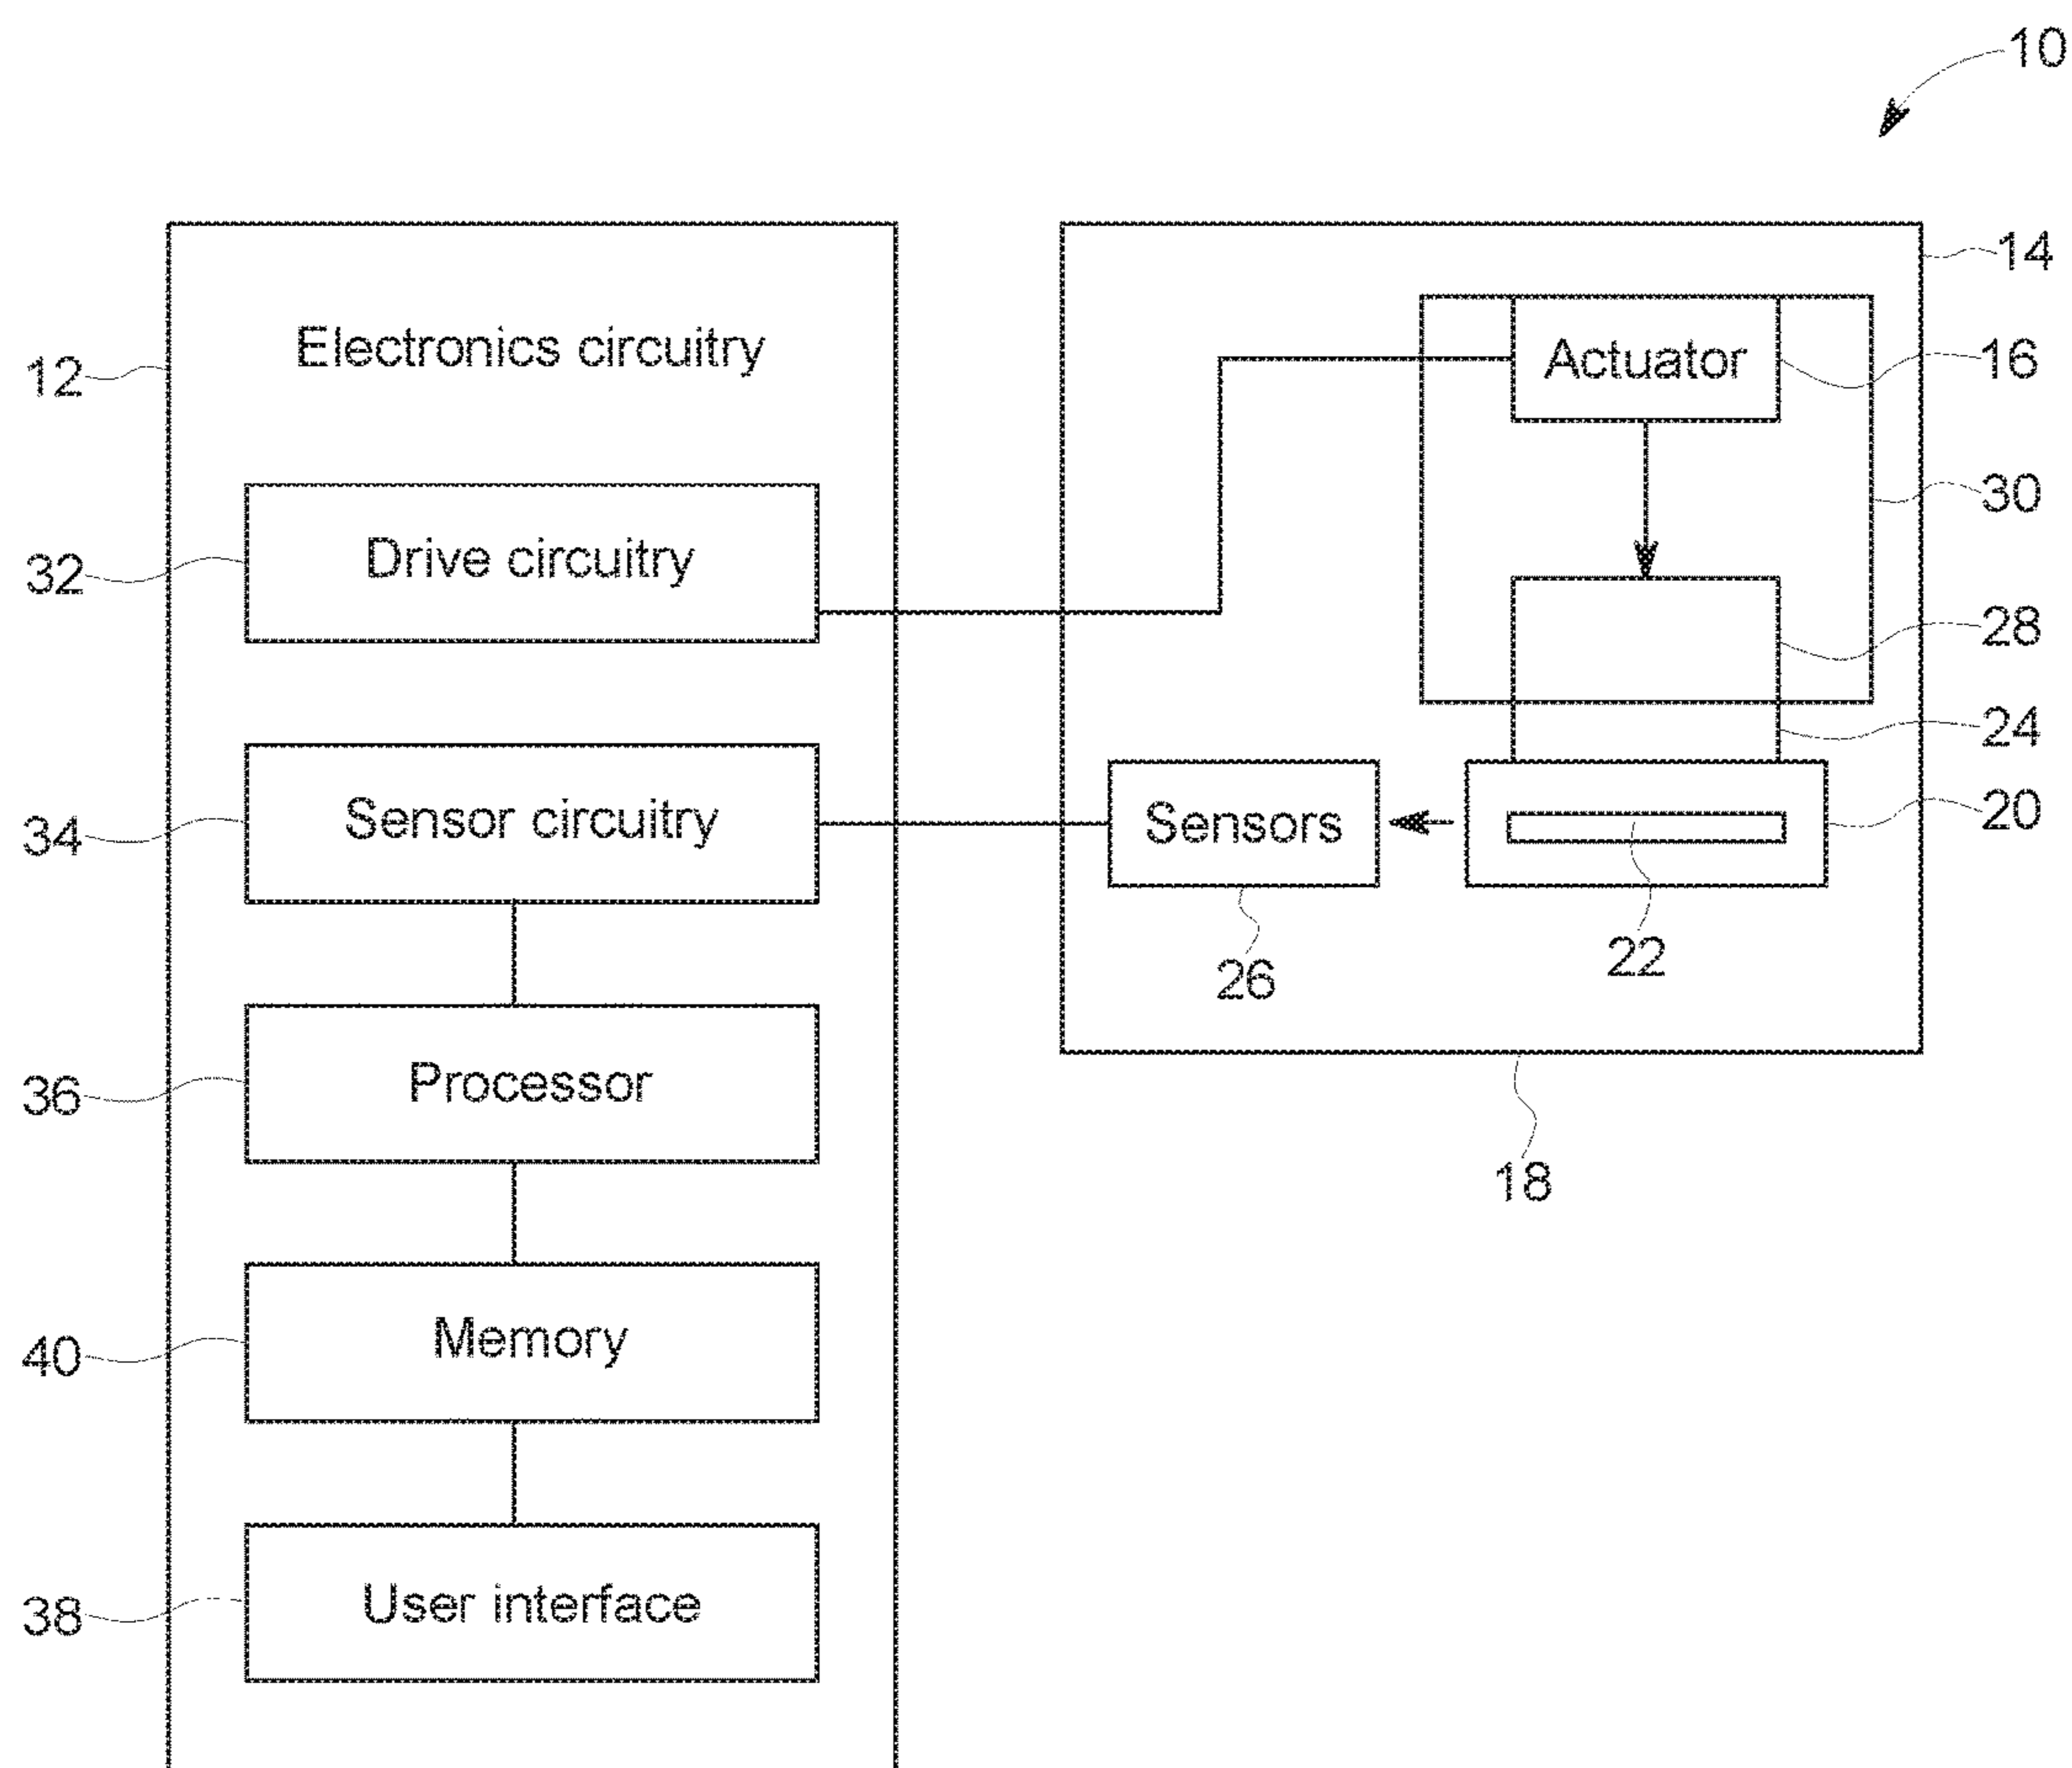 10
14
Electronics circuitry
12
Actuator
16
30
Drive circuitry
32
28
24
Sensor circuitry
34
Sensors
20
22
26
Processor
36
18
Memory
40
User interface
38